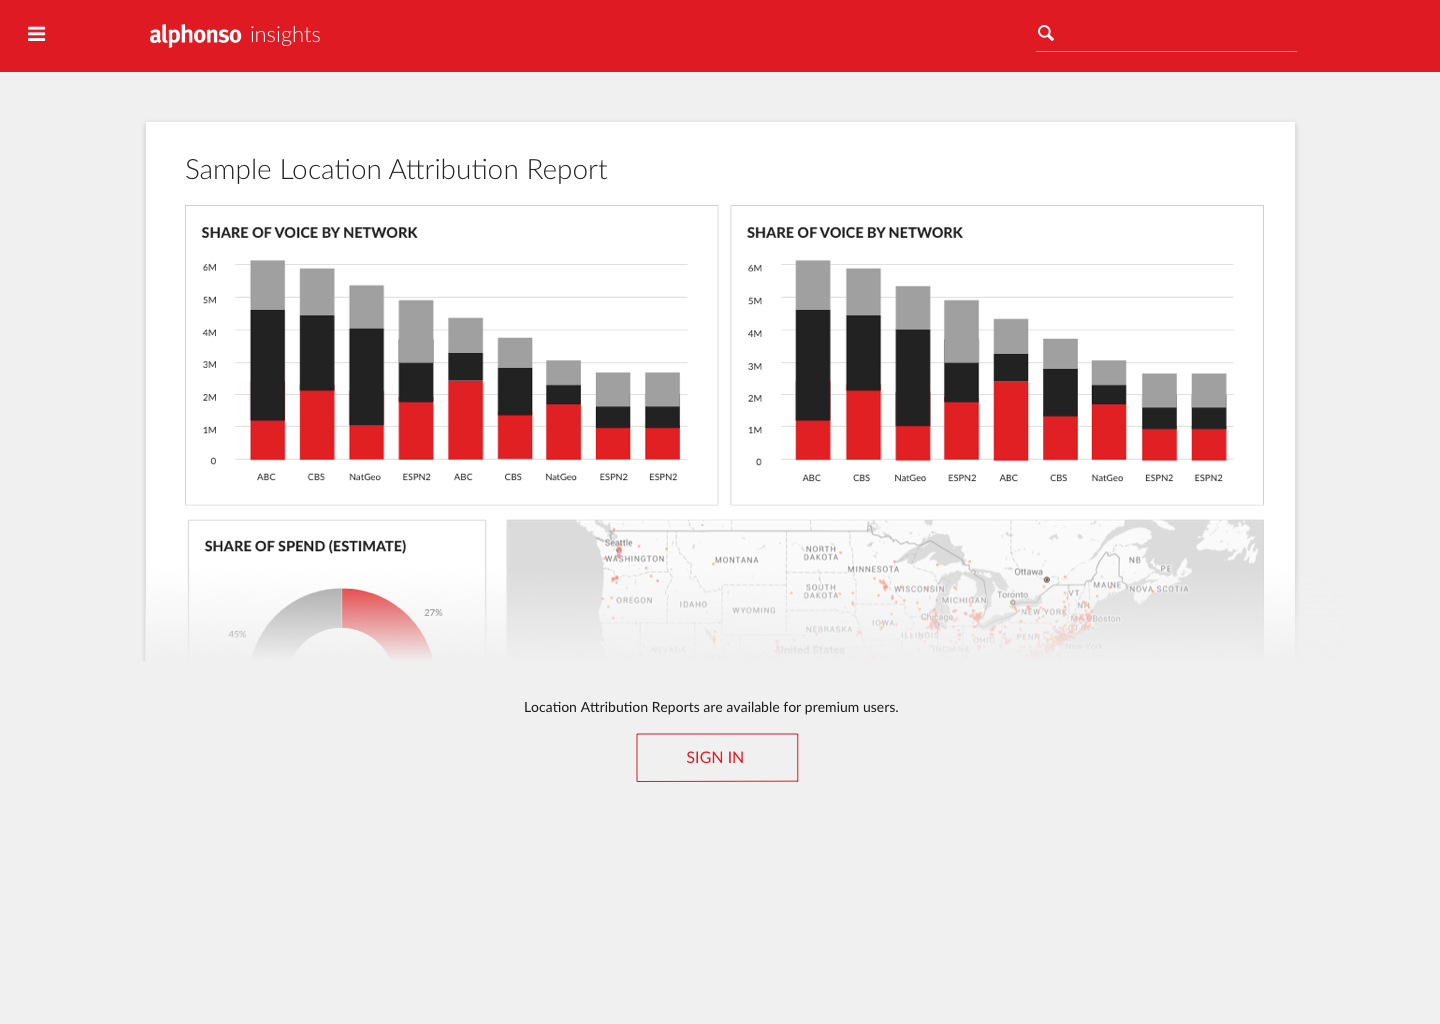 alphonso insights
Sample Location Attribution Report
SHARE OF VOICE BY NETWORK
6M
5M
4M
3M
2M
1M
0
ABC CBS NatGeo ESPN2 ABC CBS NatGeo ESPN2 ESPN2
SHARE OF VOICE BY NETWORK
6M
5M
4M
3M
2M
1M
0
ABC CBS NatGeo ESPN2 ABC CBS NatGeo ESPN2 ESPN2
SHARE OF SPEND (ESTIMATE)
27%
45%
Seattle
WASHINGTON
MONTANA
NORTH
DAKOTA
MINNESOTA
Ottawa
NB
PE
SOUTH
DAKOTA
WISCONSIN
MAINE
NOVA SCOTIA
OREGON
IDAHO
WYOMING
MICHIGAN
Toronto
VT
NH
NEW YORK
Chicago
MA
Boston
NEBRASKA
IOWA
ILLINOIS
OHIO
PENN
NEVADA
United States
INDIANA
New York
Location Attribution Reports are available for premium users.
SIGN IN